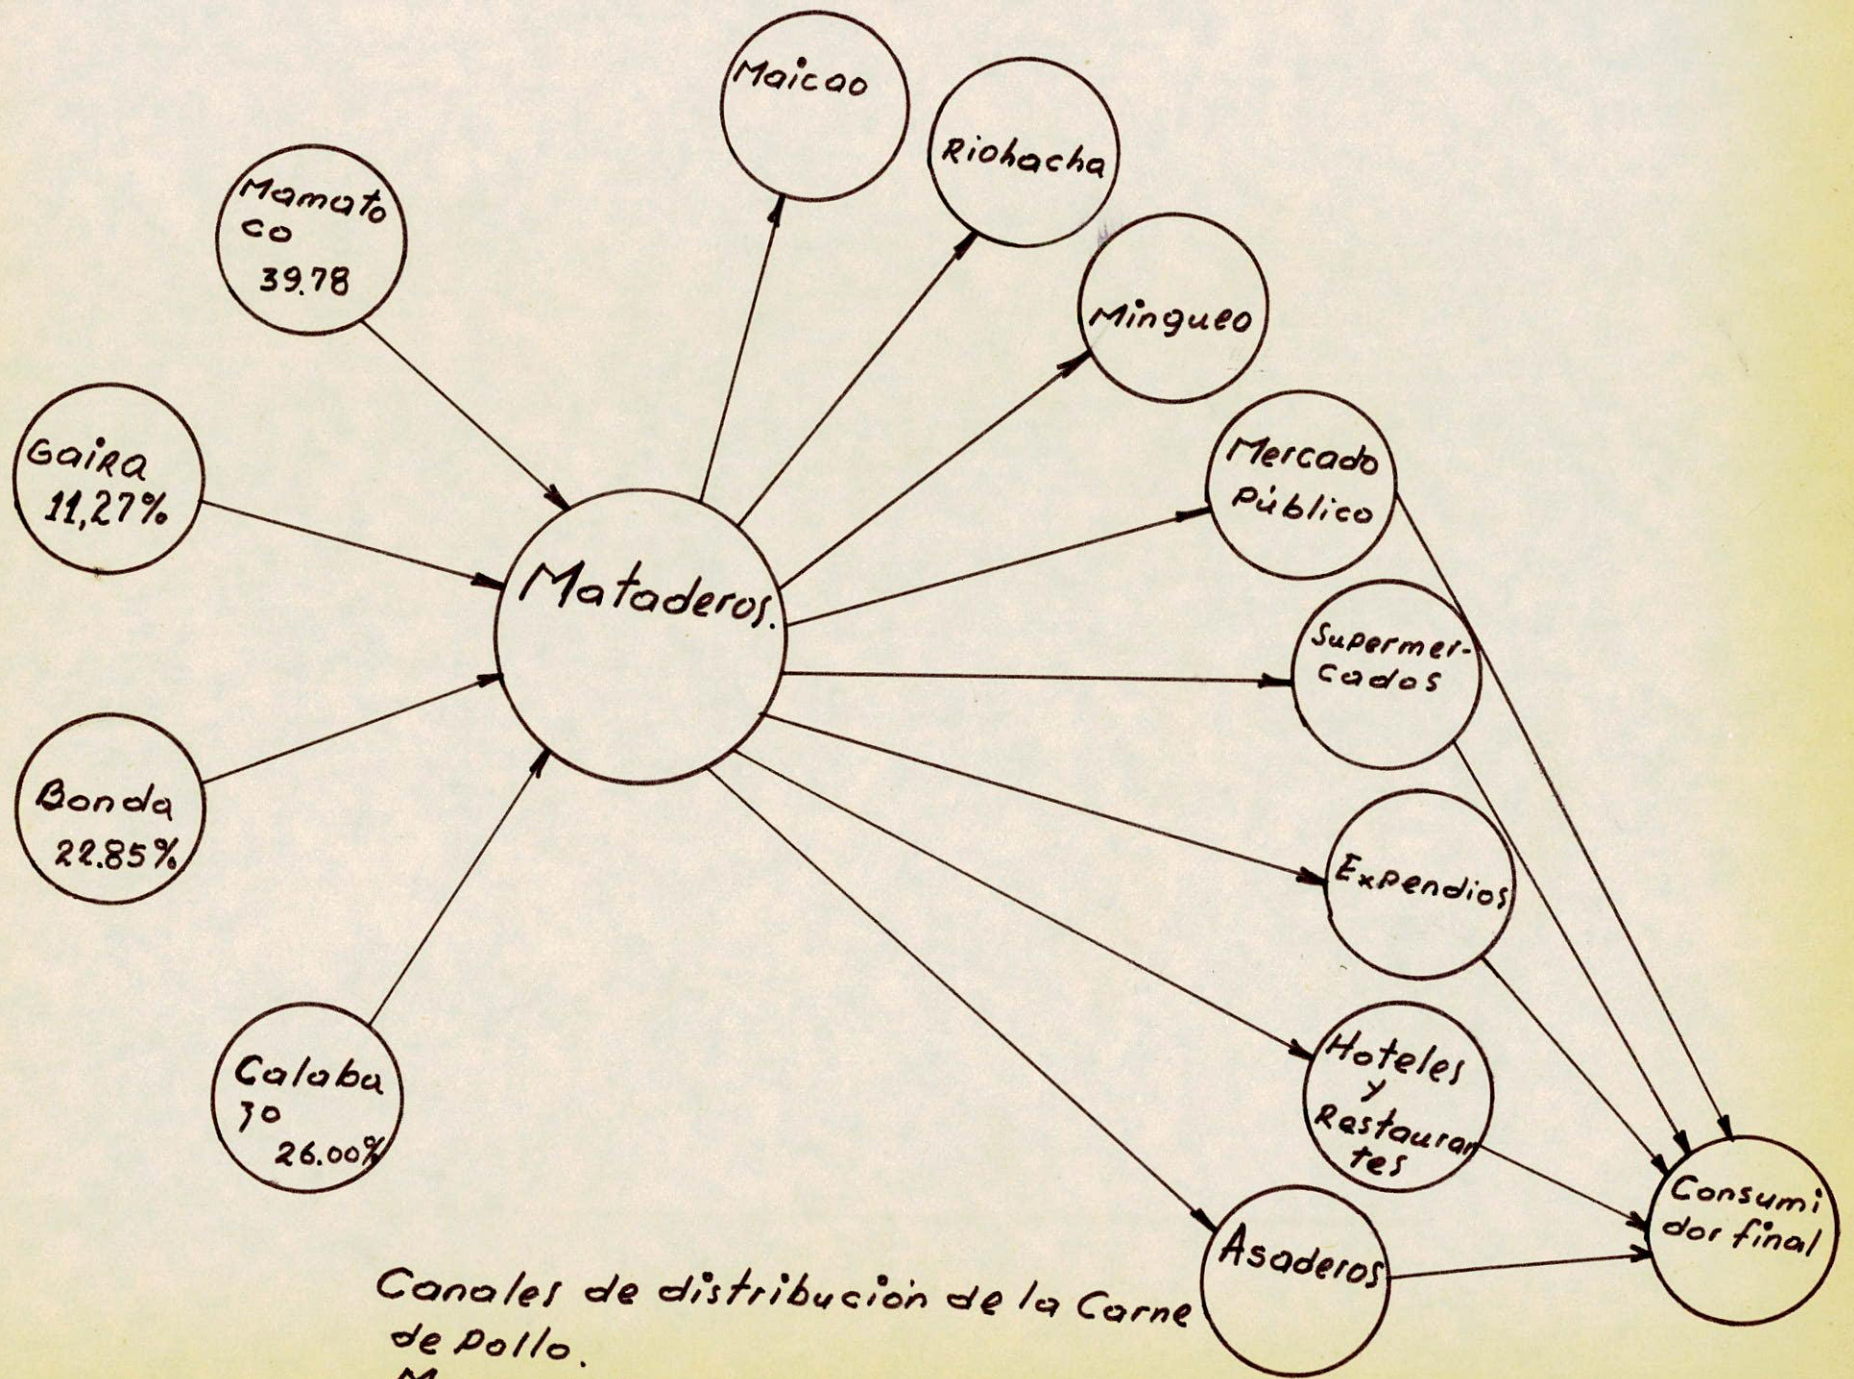 Maicao
Riohacha
Mamato
co
39.78
Mingueo
Gaira
11,27%
Mercado
Público
Mataderos.
Supermer-
cados
Bonda
22.85%
Expendios
Calaba
zo
26.00%
Hoteles
y
Restauran
tes
Consumi
dor final
Asaderos
Canales de distribución de la Carne
de Pollo.